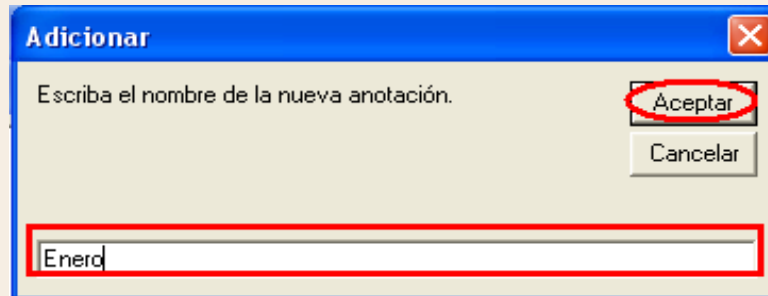 Adicionar
Escriba el nombre de la nueva anotación.
Aceptar
Cancelar
Enero